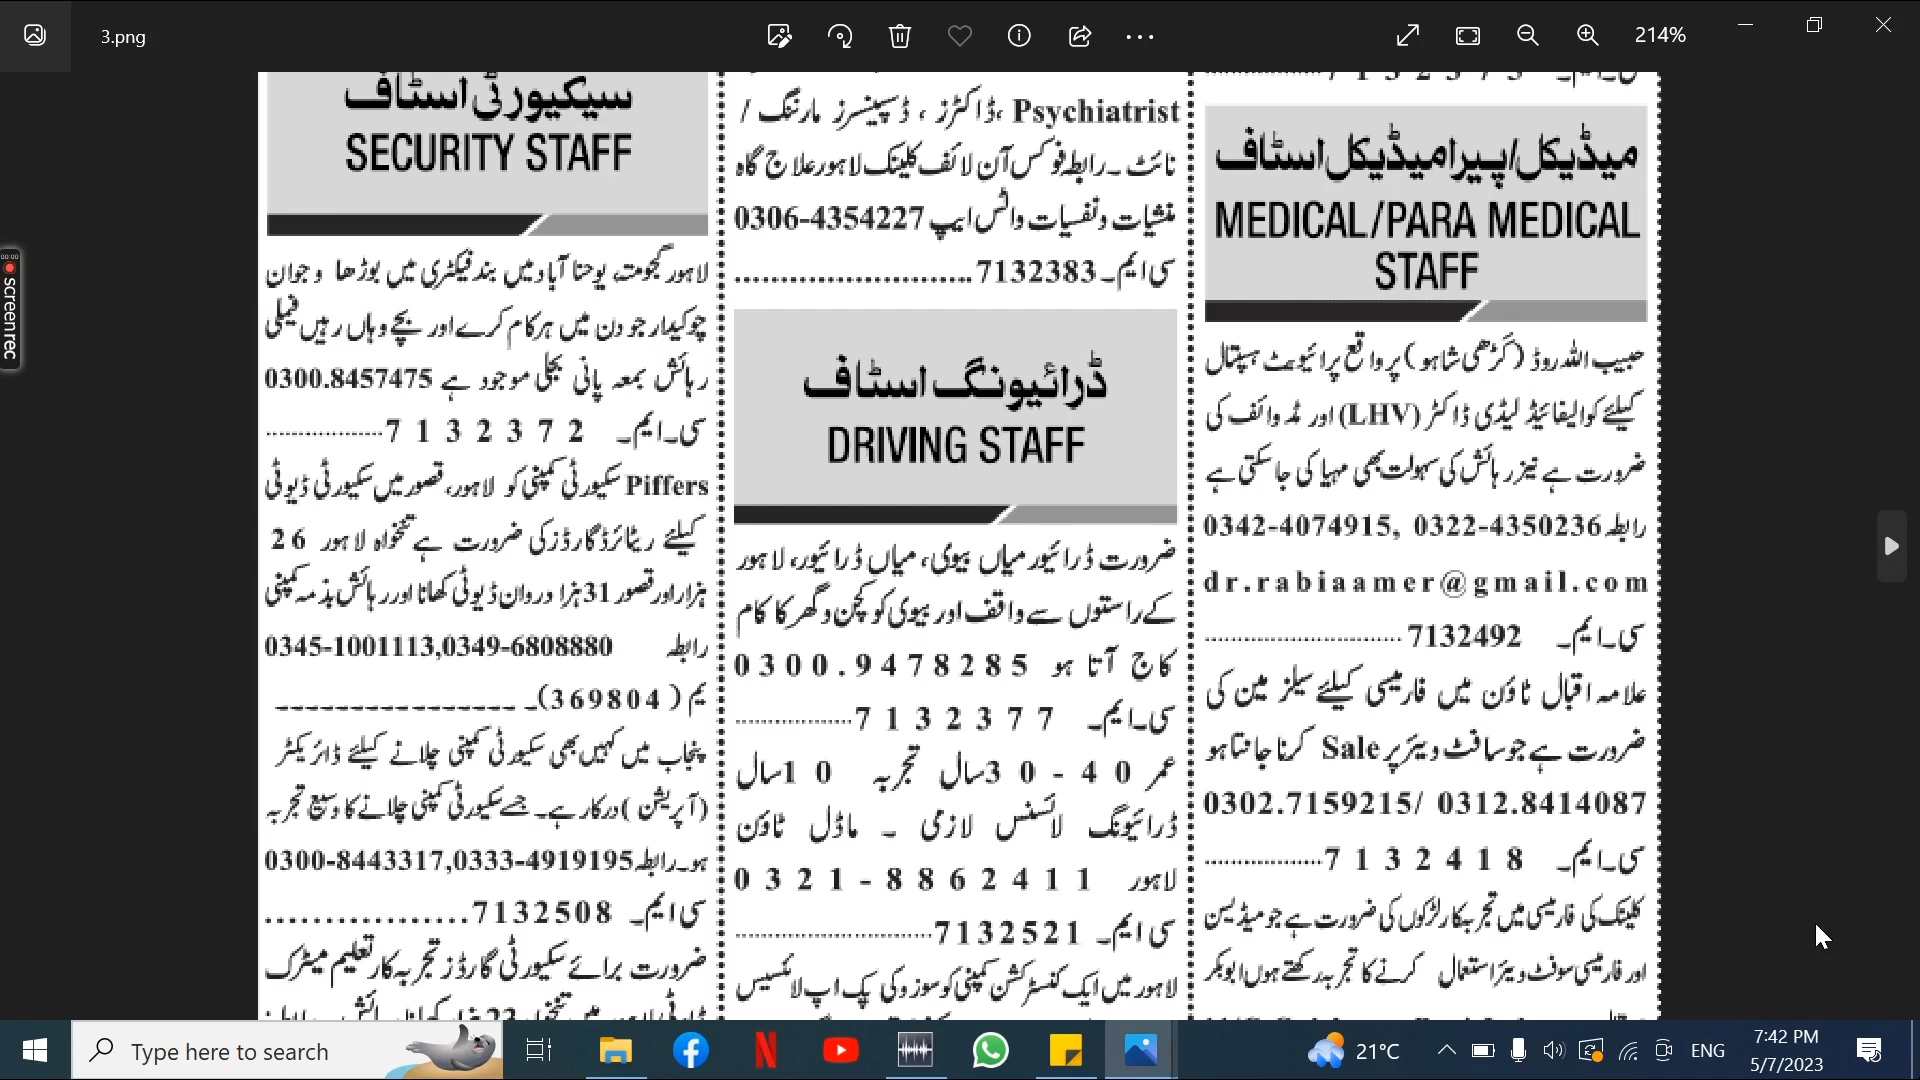 3.png
214%
سیکیورٹی اسٹاف
SECURITY STAFF
لاہور گجومتہ، یوحنا آباد میں بند فیکٹری میں بوڑھا و جوان
چوکیدار جو دن میں ہر کام کرے اور بچے وہاں رہیں فیملی
رہائش بمعہ پانی بجلی موجود ہے 0300.8457475
سی۔ایم۔ 7132372
Piffers سکیورٹی کمپنی کو لاہور، قصور میں سکیورٹی ڈیوٹی
کیلئے ریٹائرڈ گارڈز کی ضرورت ہے تنخواہ لاہور 26
ہزار اور قصور 31 ہزار دوران ڈیوٹی کھانا اور رہائش بذمہ کمپنی
رابطہ 0345-1001113,0349-6808880
یم (369804)۔
پنجاب میں کہیں بھی سکیورٹی کمپنی چلانے کیلئے ڈائریکٹر
(آپریشن) درکار ہے۔ جسے سکیورٹی کمپنی چلانے کا وسیع تجربہ
ہو۔ رابطہ 0300-8443317,0333-4919195
سی ایم۔ 7132508
ضرورت برائے سکیورٹی گارڈز تجربہ کار تعلیم میٹرک
Psychiatrist، ڈاکٹرز، ڈسپینسرز مارننگ /
نائٹ ۔ رابطہ فوکس آن لائف کلینک لاہور علاج گاہ
منشیات ونفسیات واٹس ایپ 0306-4354227
سی ایم۔ 7132383
ڈرائیونگ اسٹاف
DRIVING STAFF
ضرورت ڈرائیور میاں بیوی، میاں ڈرائیور، لاہور
کے راستوں سے واقف اور بیوی کو کچن و گھر کا کام
کاج آتا ہو 0300.9478285
سی۔ایم۔ 7132377
عمر 30-40 سال تجربہ 10 سال
ڈرائیونگ لائسنس لازمی ۔ ماڈل ٹاؤن
لاہور 0321-8862411
سی ایم۔ 7132521
لاہور میں ایک کنسٹرکشن کمپنی کو سوزوکی پک اپ لائسیس
میڈیکل/پیرامیڈیکل اسٹاف
MEDICAL/PARA MEDICAL
STAFF
حبیب اللہ روڈ (گڑھی شاہو) پر واقع پرائیویٹ ہسپتال
کیلئے کوالیفائیڈ لیڈی ڈاکٹر (LHV) اور مڈ وائف کی
ضرورت ہے نیز رہائش کی سہولت بھی مہیا کی جا سکتی ہے
رابطہ 0322-4350236 ,0342-4074915
dr.rabiaamer@gmail.com
سی۔ایم۔ 7132492
علامہ اقبال ٹاؤن میں فارمیسی کیلئے سیلز مین کی
ضرورت ہے جو سافٹ ویئر پر Sale کرنا جانتا ہو
0302.7159215/ 0312.8414087
سی۔ایم۔ 7132418
کلینک کی فارمیسی میں تجربہ کار لڑکوں کی ضرورت ہے جو میڈیسن
اور فارمیسی سوفٹ ویئر استعمال کرنے کا تجربہ رکھتے ہوں ابوبکر
00:00
screenrec
Type here to search
21°C
ENG
7:42 PM
5/7/2023